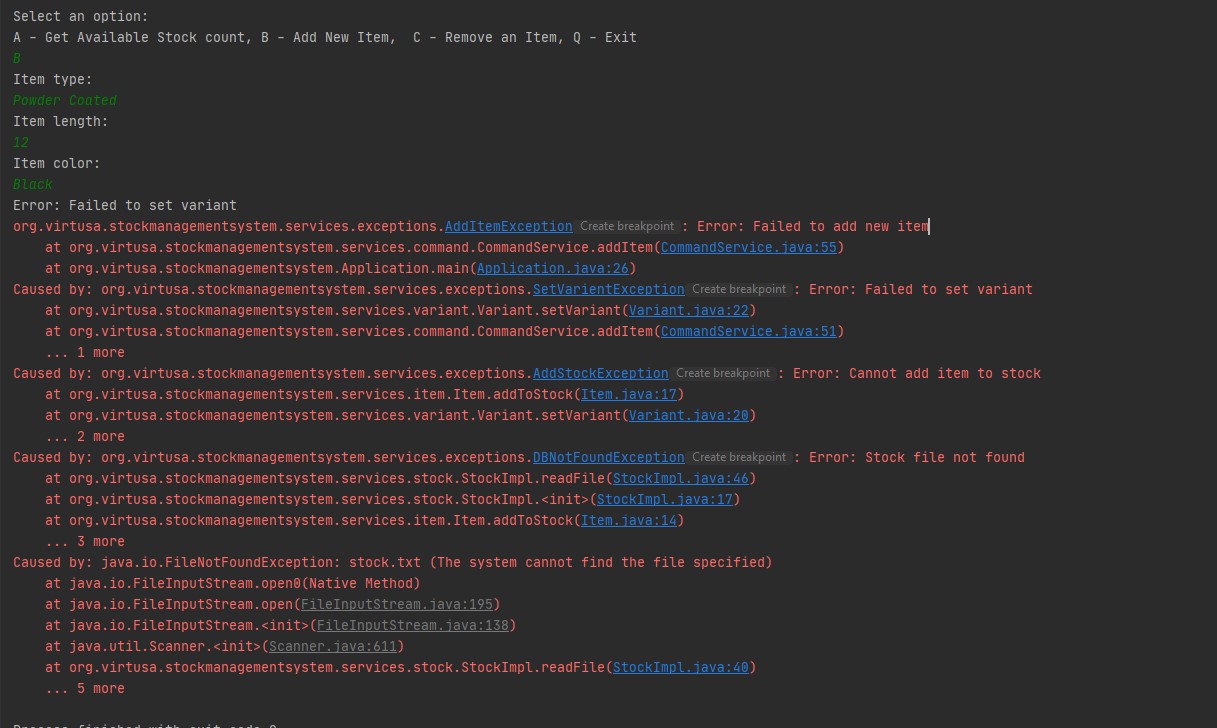 Select an option:
A - Get Available Stock count, B - Add New Item,  C - Remove an Item, Q - Exit
B
Item type:
Powder Coated
Item length:
12
Item color:
Black
Error: Failed to set variant
org.virtusa.stockmanagementsystem.services.exceptions.AddItemException Create breakpoint : Error: Failed to add new item
    at org.virtusa.stockmanagementsystem.services.command.CommandService.addItem(CommandService.java:55)
    at org.virtusa.stockmanagementsystem.Application.main(Application.java:26)
Caused by: org.virtusa.stockmanagementsystem.services.exceptions.SetVarientException Create breakpoint : Error: Failed to set variant
    at org.virtusa.stockmanagementsystem.services.variant.Variant.setVariant(Variant.java:22)
    at org.virtusa.stockmanagementsystem.services.command.CommandService.addItem(CommandService.java:51)
    ... 1 more
Caused by: org.virtusa.stockmanagementsystem.services.exceptions.AddStockException Create breakpoint : Error: Cannot add item to stock
    at org.virtusa.stockmanagementsystem.services.item.Item.addToStock(Item.java:17)
    at org.virtusa.stockmanagementsystem.services.variant.Variant.setVariant(Variant.java:20)
    ... 2 more
Caused by: org.virtusa.stockmanagementsystem.services.exceptions.DBNotFoundException Create breakpoint : Error: Stock file not found
    at org.virtusa.stockmanagementsystem.services.stock.StockImpl.readFile(StockImpl.java:46)
    at org.virtusa.stockmanagementsystem.services.stock.StockImpl.<init>(StockImpl.java:17)
    at org.virtusa.stockmanagementsystem.services.item.Item.addToStock(Item.java:14)
    ... 3 more
Caused by: java.io.FileNotFoundException: stock.txt (The system cannot find the file specified)
    at java.io.FileInputStream.open0(Native Method)
    at java.io.FileInputStream.open(FileInputStream.java:195)
    at java.io.FileInputStream.<init>(FileInputStream.java:138)
    at java.util.Scanner.<init>(Scanner.java:611)
    at org.virtusa.stockmanagementsystem.services.stock.StockImpl.readFile(StockImpl.java:40)
    ... 5 more
Process finished with exit code 0